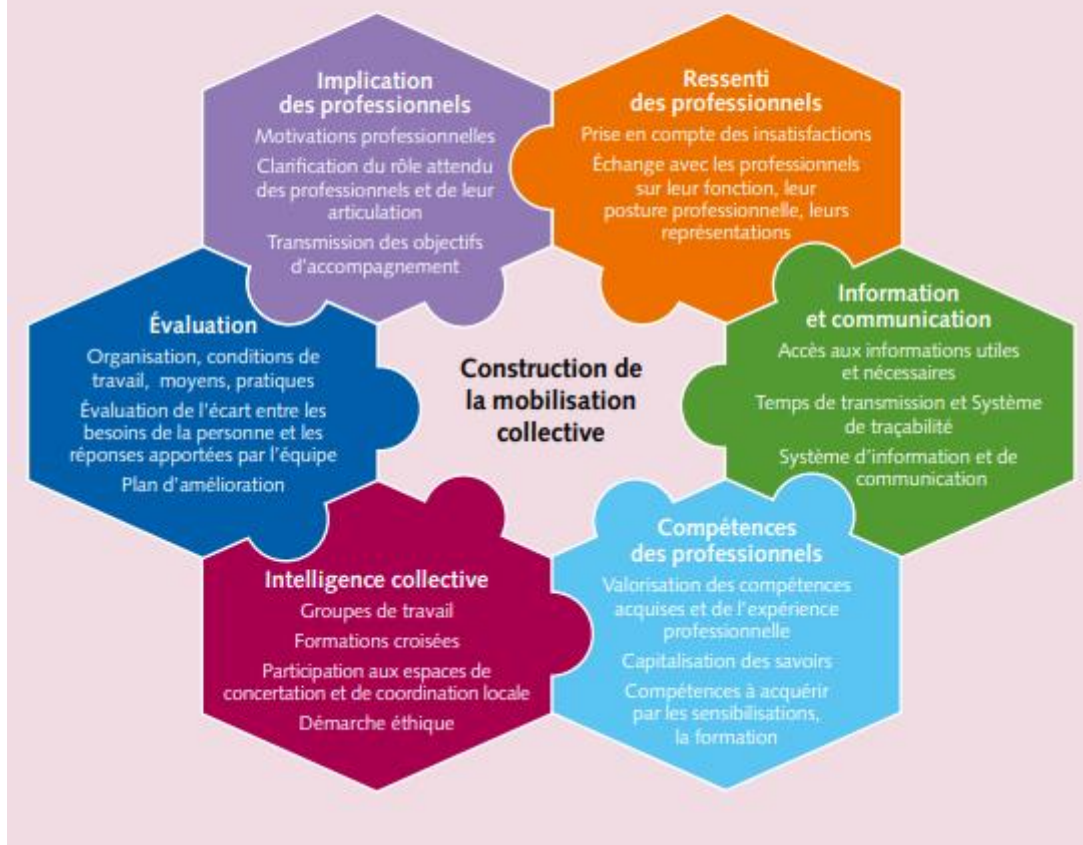 Implication
des professionnels
Motivations professionnelles
Clarification du rôle attendu
des professionnels et de leur
articulation
Transmission des objectifs
d'accompagnement
Ressenti
des professionnels
Prise en compte des insatisfactions
Échange avec les professionnels
sur leur fonction, leur
posture professionnelle, leurs
représentations
Évaluation
Organisation, conditions de
travail, moyens, pratiques
Évaluation de l'écart entre les
besoins de la personne et les
réponses apportées par l'équipe
Plan d'amélioration
Construction de
la mobilisation
collective
Information
et communication
Accès aux informations utiles
et nécessaires
Temps de transmission et Système
de traçabilité
Système d'information et de
communication
Intelligence collective
Groupes de travail
Formations croisées
Participation aux espaces de
concertation et de coordination locale
Démarche éthique
Compétences
des professionnels
Valorisation des compétences
acquises et de l'expérience
professionnelle
Capitalisation des savoirs
Compétences à acquérir
par les sensibilisations,
la formation